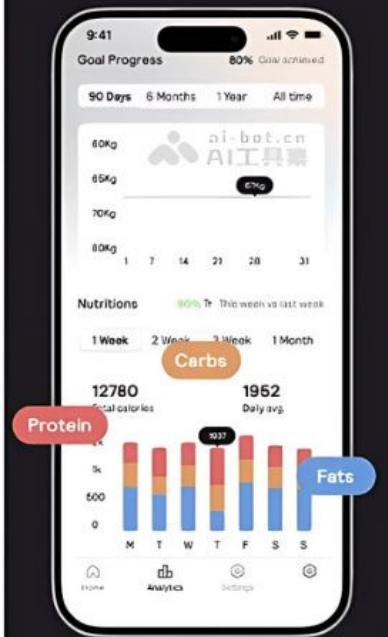 9:41
Goal Progress 80% Goal achieved
90 Days 6 Months 1 Year All time
ai-bot.cn
AI工具集
60Kg
65Kg
67Kg
70Kg
80Kg
1 7 14 21 28 31
Nutritions 90% This week vs last week
1 Week 2 Week 3 Week 1 Month
Carbs
12780 1952
Total calories Daily avg.
Protein
1937
Fats
500
0
M T W T F S S
Home Analytics Settings